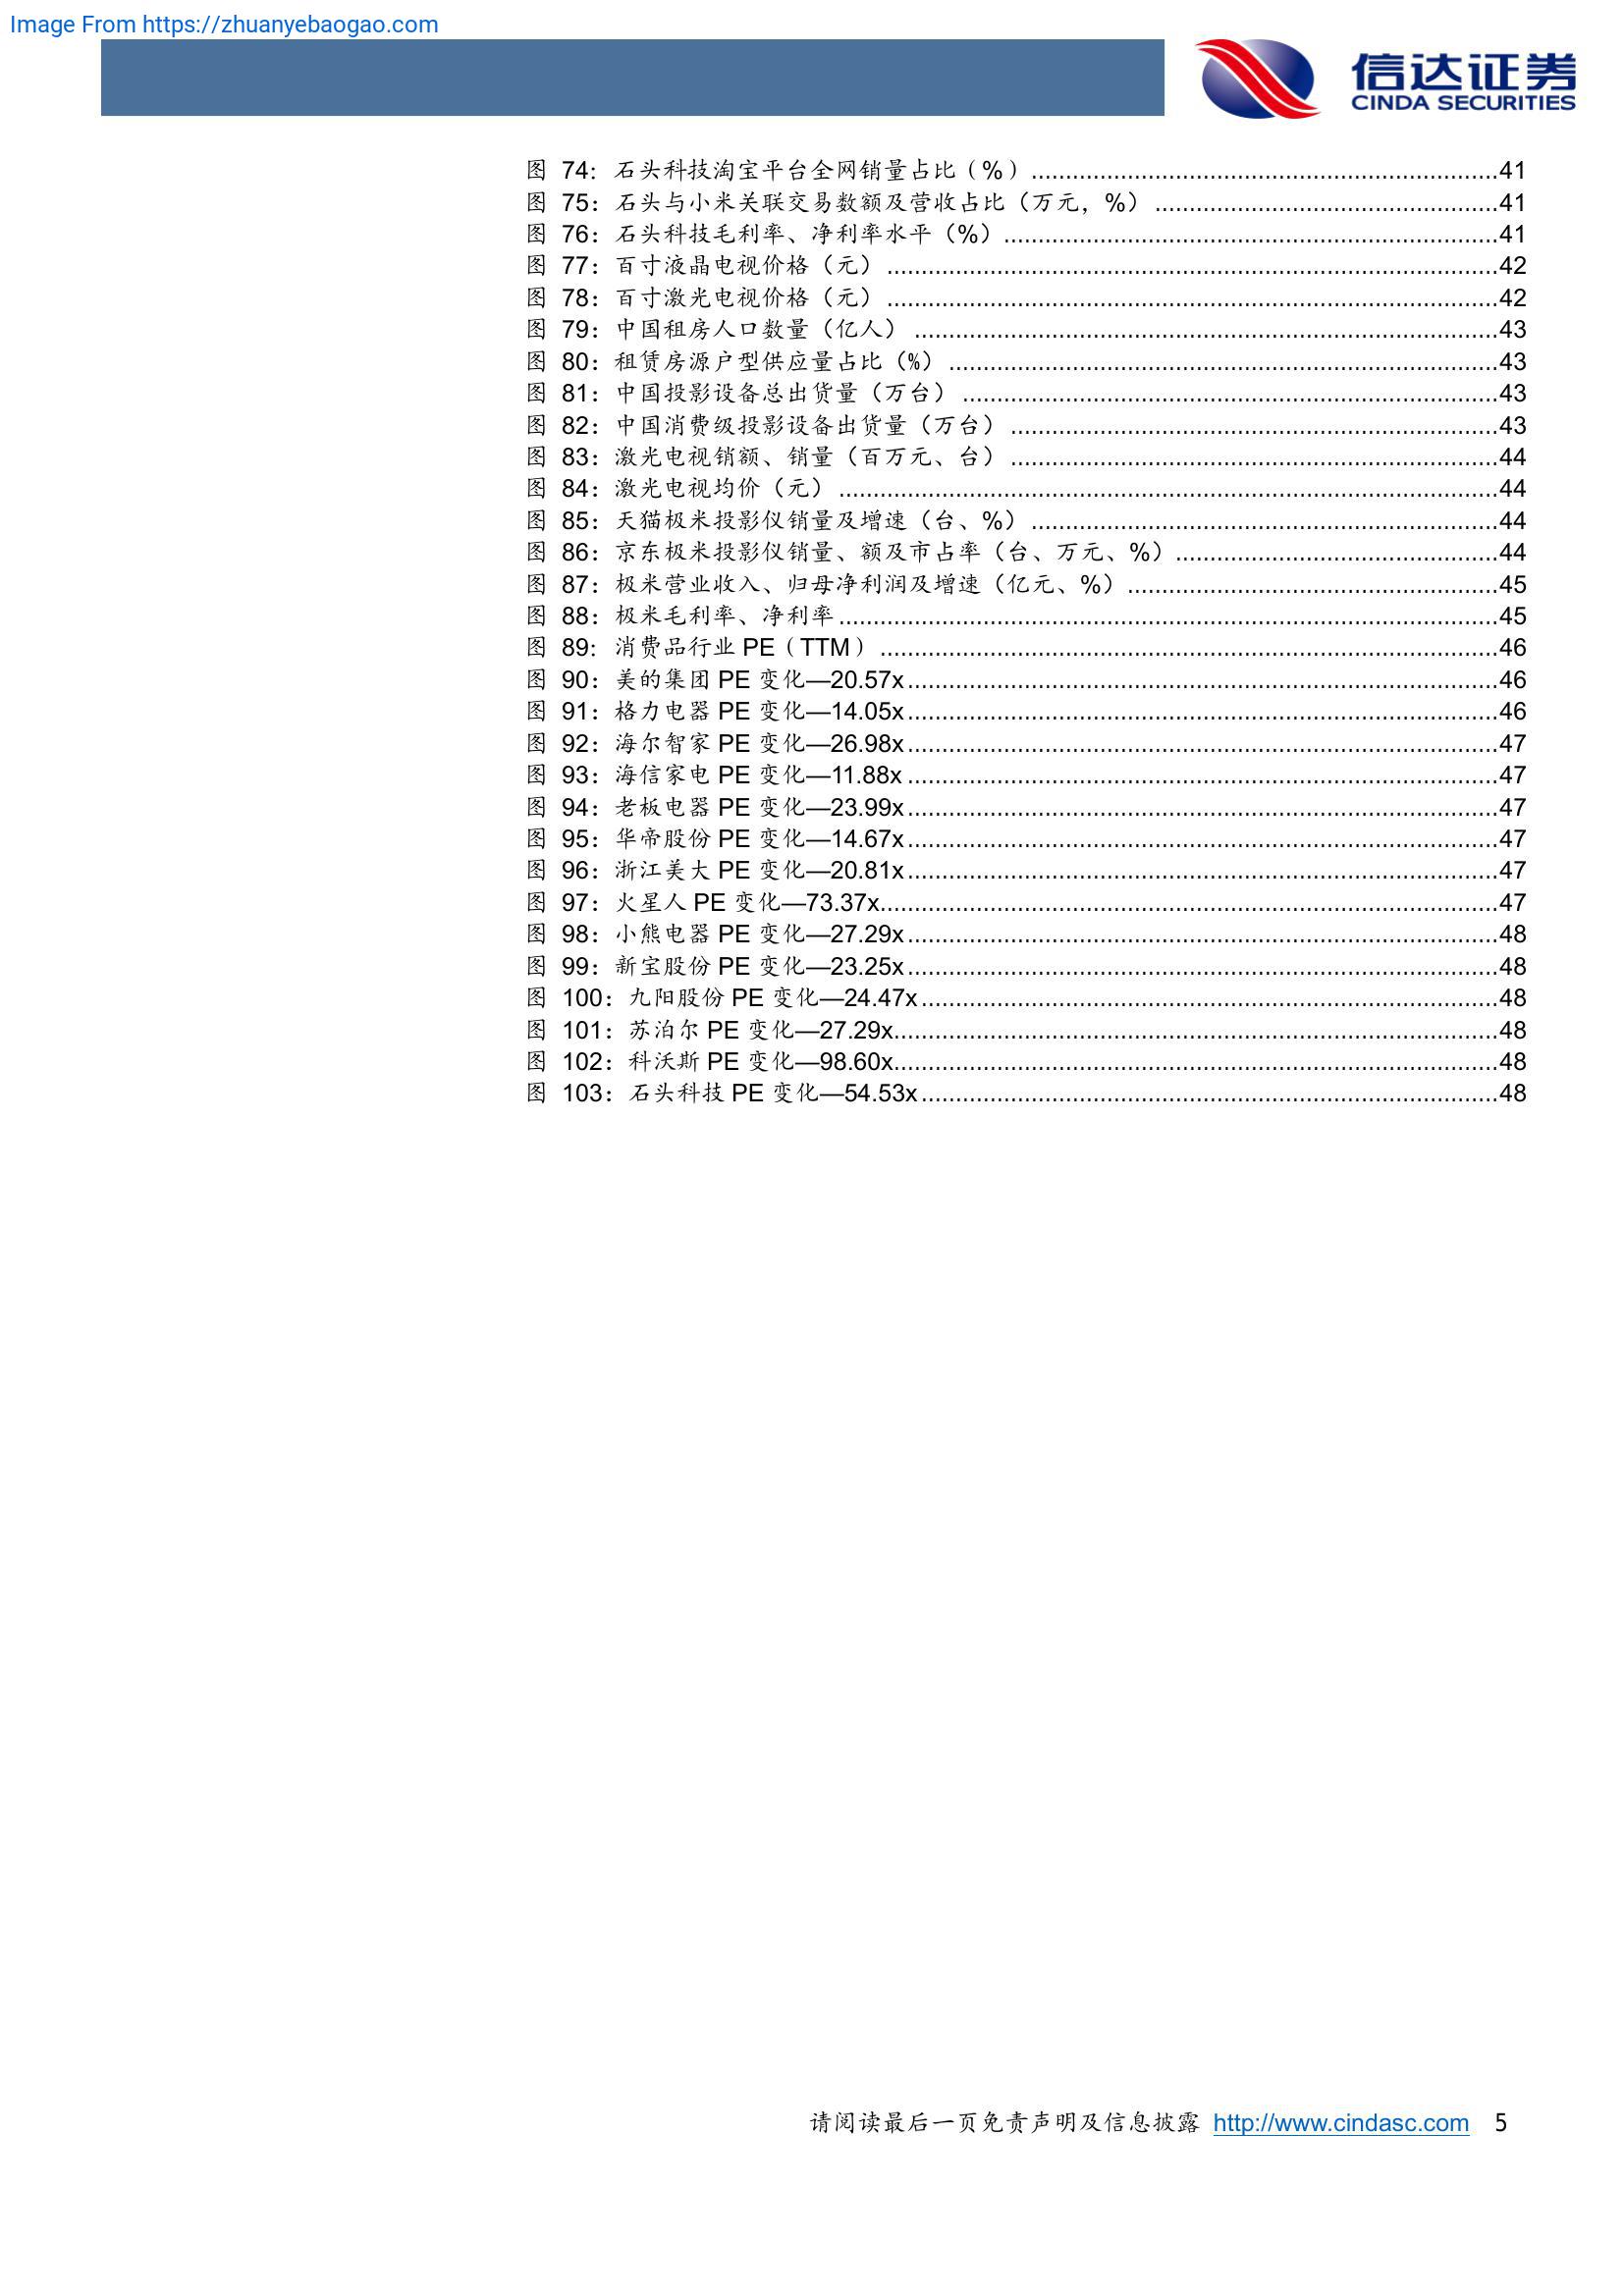 Image From https://zhuanyebaogao.com
信达证券
CINDA SECURITIES
图 74：石头科技淘宝平台全网销量占比（%）......41
图 75：石头与小米关联交易数额及营收占比（万元，%）......41
图 76：石头科技毛利率、净利率水平（%）......41
图 77：百寸液晶电视价格（元）......42
图 78：百寸激光电视价格（元）......42
图 79：中国租房人口数量（亿人）......43
图 80：租赁房源户型供应量占比（%）......43
图 81：中国投影设备总出货量（万台）......43
图 82：中国消费级投影设备出货量（万台）......43
图 83：激光电视销额、销量（百万元、台）......44
图 84：激光电视均价（元）......44
图 85：天猫极米投影仪销量及增速（台、%）......44
图 86：京东极米投影仪销量、额及市占率（台、万元、%）......44
图 87：极米营业收入、归母净利润及增速（亿元、%）......45
图 88：极米毛利率、净利率......45
图 89：消费品行业 PE（TTM）......46
图 90：美的集团 PE 变化—20.57x......46
图 91：格力电器 PE 变化—14.05x......46
图 92：海尔智家 PE 变化—26.98x......47
图 93：海信家电 PE 变化—11.88x......47
图 94：老板电器 PE 变化—23.99x......47
图 95：华帝股份 PE 变化—14.67x......47
图 96：浙江美大 PE 变化—20.81x......47
图 97：火星人 PE 变化—73.37x......47
图 98：小熊电器 PE 变化—27.29x......48
图 99：新宝股份 PE 变化—23.25x......48
图 100：九阳股份 PE 变化—24.47x......48
图 101：苏泊尔 PE 变化—27.29x......48
图 102：科沃斯 PE 变化—98.60x......48
图 103：石头科技 PE 变化—54.53x......48
请阅读最后一页免责声明及信息披露 http://www.cindasc.com 5